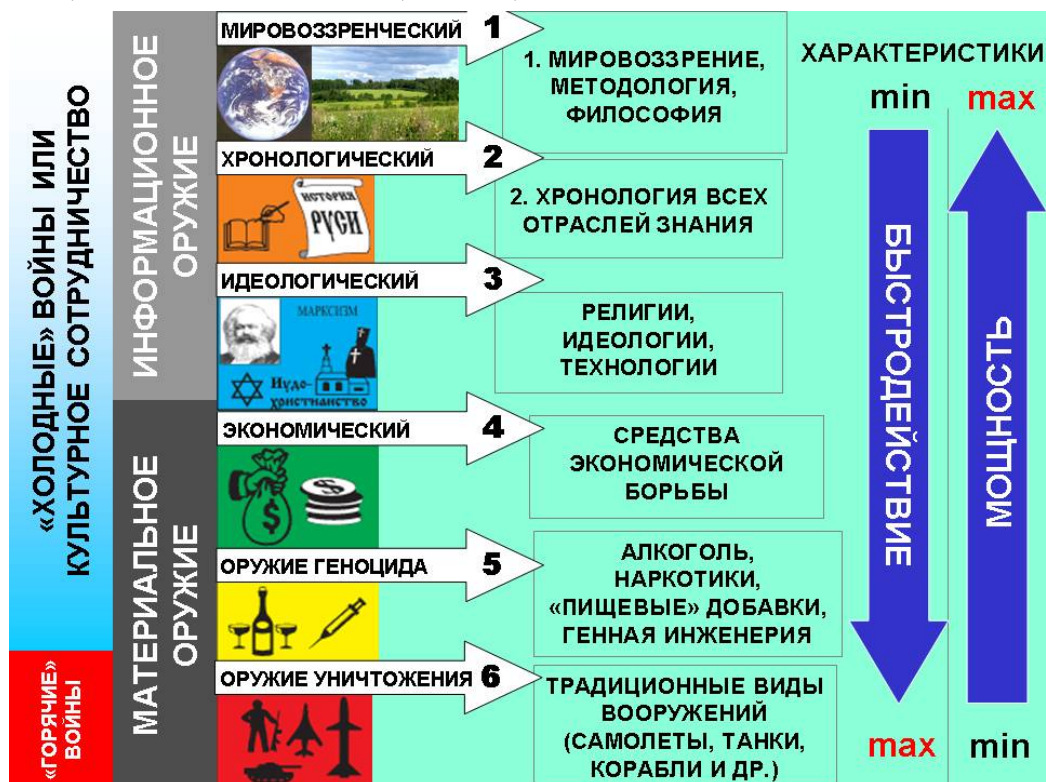 «ХОЛОДНЫЕ» ВОЙНЫ ИЛИ
КУЛЬТУРНОЕ СОТРУДНИЧЕСТВО
«ГОРЯЧИЕ»
ВОЙНЫ
ИНФОРМАЦИОННОЕ
ОРУЖИЕ
МАТЕРИАЛЬНОЕ
ОРУЖИЕ
МИРОВОЗЗРЕНЧЕСКИЙ 1
1. МИРОВОЗЗРЕНИЕ,
МЕТОДОЛОГИЯ,
ФИЛОСОФИЯ
ХРОНОЛОГИЧЕСКИЙ 2
ИСТОРИЯ
РУСИ
2. ХРОНОЛОГИЯ ВСЕХ
ОТРАСЛЕЙ ЗНАНИЯ
ИДЕОЛОГИЧЕСКИЙ 3
МАРКСИЗМ
Иудо-
христианство
РЕЛИГИИ,
ИДЕОЛОГИИ,
ТЕХНОЛОГИИ
ЭКОНОМИЧЕСКИЙ 4
$
$
СРЕДСТВА
ЭКОНОМИЧЕСКОЙ
БОРЬБЫ
ОРУЖИЕ ГЕНОЦИДА 5
АЛКОГОЛЬ,
НАРКОТИКИ,
«ПИЩЕВЫЕ» ДОБАВКИ,
ГЕННАЯ ИНЖЕНЕРИЯ
ОРУЖИЕ УНИЧТОЖЕНИЯ 6
ТРАДИЦИОННЫЕ ВИДЫ
ВООРУЖЕНИЙ
(САМОЛЕТЫ, ТАНКИ,
КОРАБЛИ И ДР.)
ХАРАКТЕРИСТИКИ
min max
БЫСТРОДЕЙСТВИЕ
МОЩНОСТЬ
max min